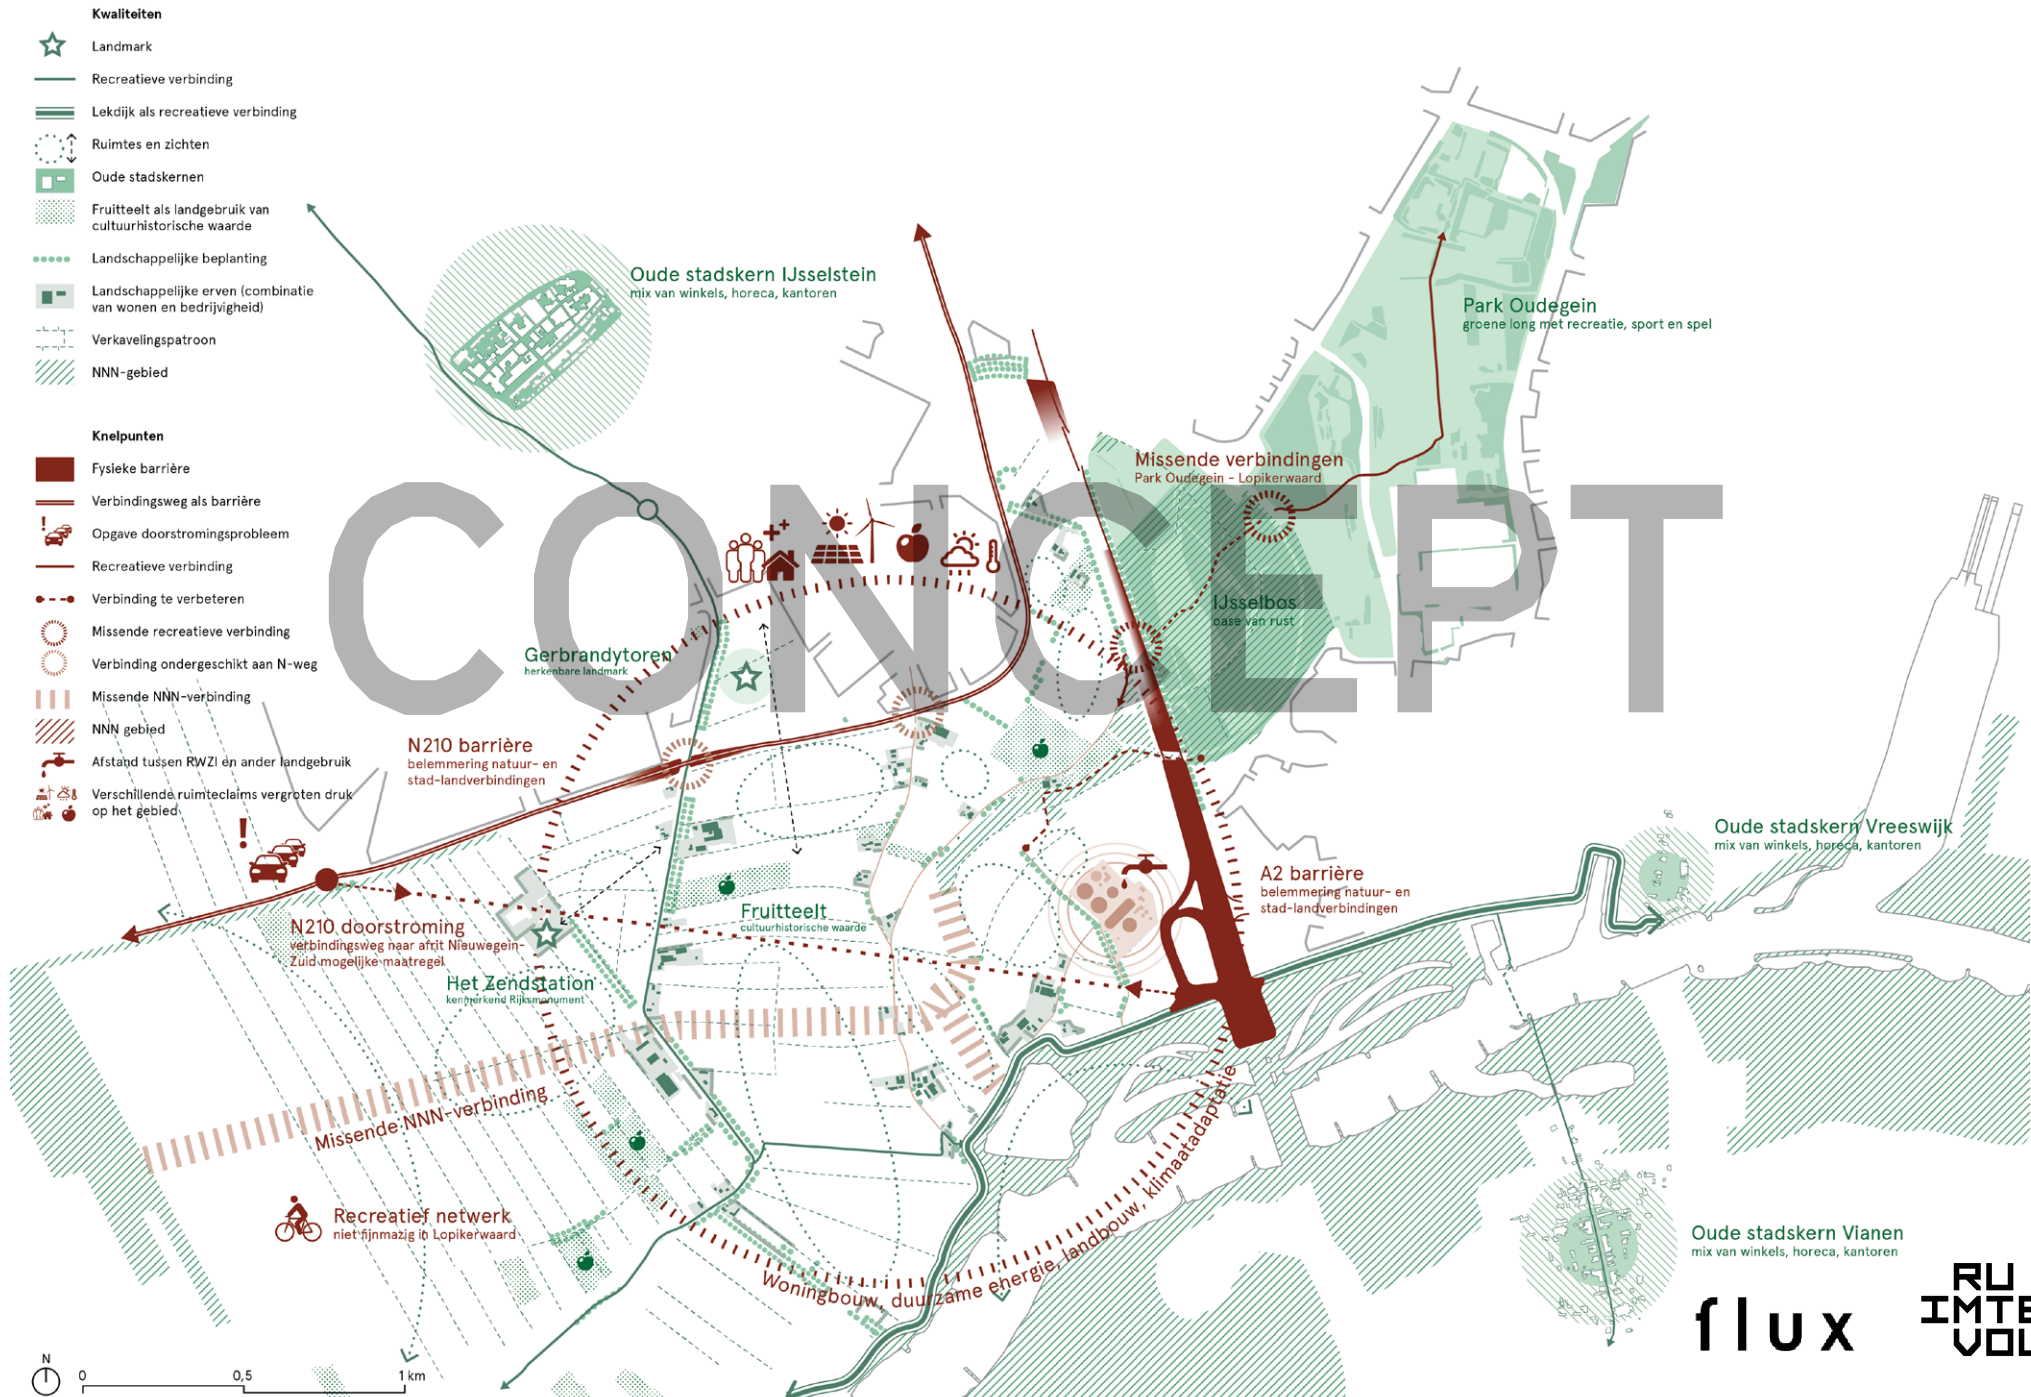 Kwaliteiten
Landmark
Recreatieve verbinding
Lekdijk als recreatieve verbinding
Ruimtes en zichten
Oude stadskernen
Fruitteelt als landgebruik van
cultuurhistorische waarde
Landschappelijke beplanting
Landschappelijke erven (combinatie
van wonen en bedrijvigheid)
Verkavelingspatroon
NNN-gebied
Knelpunten
Fysieke barrière
Verbindingsweg als barrière
Opgave doorstromingsprobleem
Recreatieve verbinding
Verbinding te verbeteren
Missende recreatieve verbinding
Verbinding ondergeschikt aan N-weg
Missende NNN-verbinding
NNN gebied
Afstand tussen RWZI en ander landgebruik
Verschillende ruimteclaims vergroten druk
op het gebied
Oude stadskern IJsselstein
mix van winkels, horeca, kantoren
Park Oudegein
groene long met recreatie, sport en spel
Missende verbindingen
Park Oudegein - Lopikerwaard
CONCEPT
IJsselbos
oase van rust
Gerbrandytoren
herkenbare landmark
N210 barrière
belemmering natuur- en
stad-landverbindingen
Oude stadskern Vreeswijk
mix van winkels, horeca, kantoren
A2 barrière
belemmering natuur- en
stad-landverbindingen
Fruitteelt
cultuurhistorische waarde
N210 doorstroming
verbindingsweg naar afrit Nieuwegein-
Zuid mogelijke maatregel
Het Zendstation
kenmerkend Rijksmonument
Missende NNN-verbinding
Recreatief netwerk
niet fijnmazig in Lopikerwaard
Woningbouw, duurzame energie, landbouw, klimaatadaptatie
Oude stadskern Vianen
mix van winkels, horeca, kantoren
flux
RU
IMTE
VOL
N
0
0,5
1 km